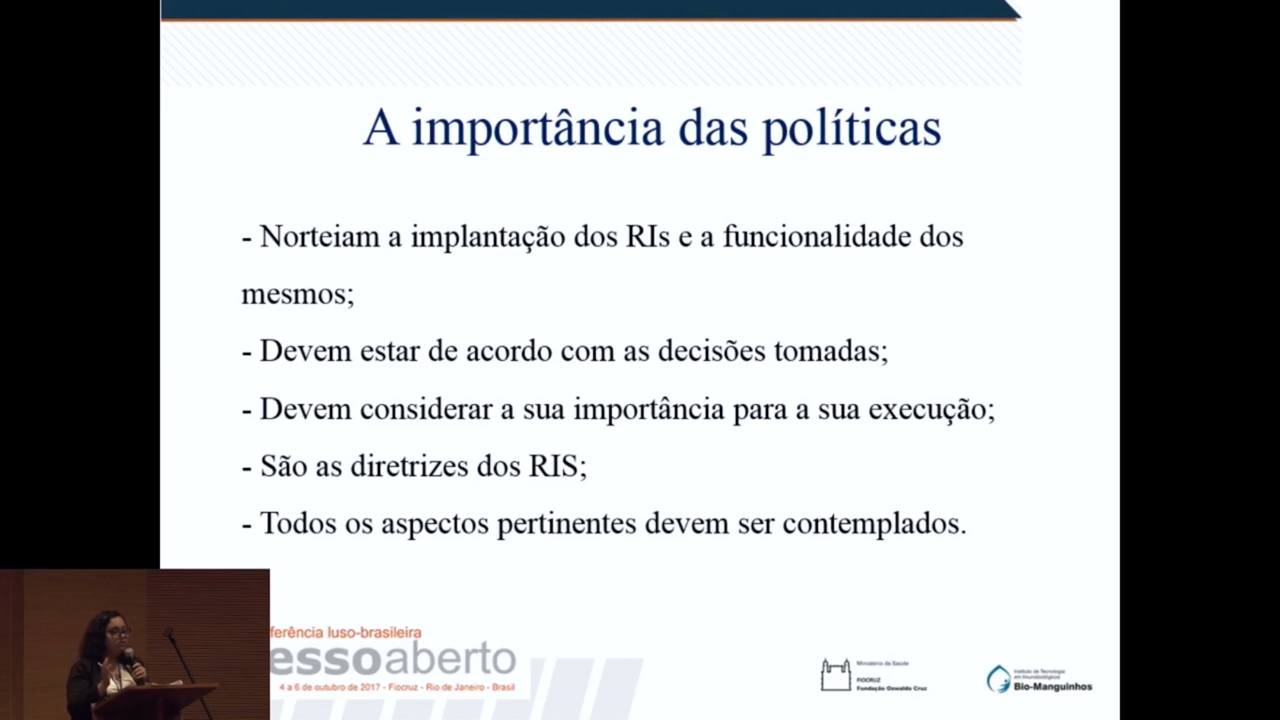 A importância das políticas
- Norteiam a implantação dos RIs e a funcionalidade dos
mesmos;
- Devem estar de acordo com as decisões tomadas;
- Devem considerar a sua importância para a sua execução;
- São as diretrizes dos RIS;
- Todos os aspectos pertinentes devem ser contemplados.
ferência luso-brasileira
essoaberto
4 a 6 de outubro de 2017 - Fiocruz - Rio de Janeiro - Brasil
Ministério da Saúde
FIOCRUZ
Fundação Oswaldo Cruz
Instituto de Tecnologia
em Imunobiológicos
Bio-Manguinhos